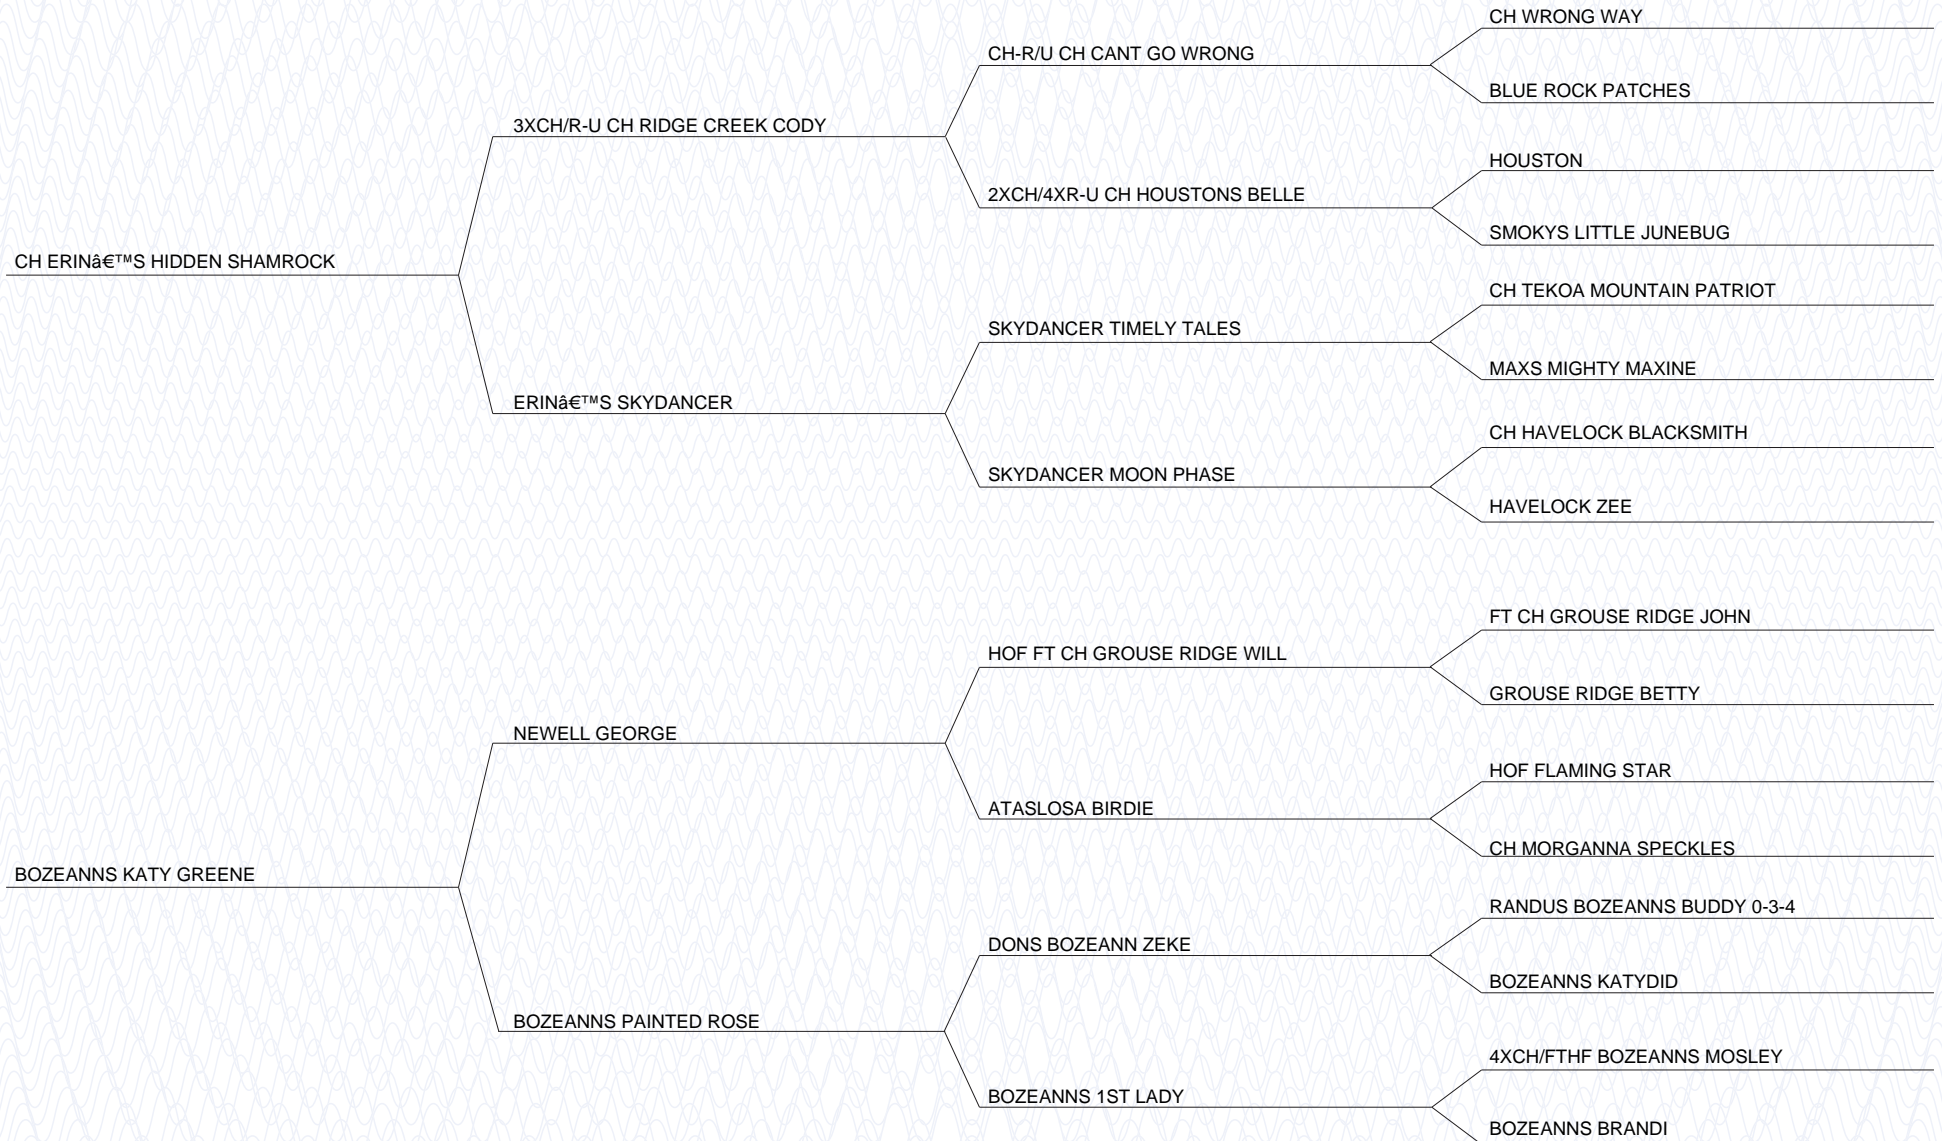 CH WRONG WAY
CH-R/U CH CANT GO WRONG
BLUE ROCK PATCHES
3XCH/R-U CH RIDGE CREEK CODY
HOUSTON
2XCH/4XR-U CH HOUSTONS BELLE
SMOKYS LITTLE JUNEBUG
CH ERINâ€™S HIDDEN SHAMROCK
CH TEKOA MOUNTAIN PATRIOT
SKYDANCER TIMELY TALES
MAXS MIGHTY MAXINE
ERINâ€™S SKYDANCER
CH HAVELOCK BLACKSMITH
SKYDANCER MOON PHASE
HAVELOCK ZEE
FT CH GROUSE RIDGE JOHN
HOF FT CH GROUSE RIDGE WILL
GROUSE RIDGE BETTY
NEWELL GEORGE
HOF FLAMING STAR
ATASLOSA BIRDIE
CH MORGANNA SPECKLES
BOZEANNS KATY GREENE
RANDUS BOZEANNS BUDDY 0-3-4
DONS BOZEANN ZEKE
BOZEANNS KATYDID
BOZEANNS PAINTED ROSE
4XCH/FTHF BOZEANNS MOSLEY
BOZEANNS 1ST LADY
BOZEANNS BRANDI